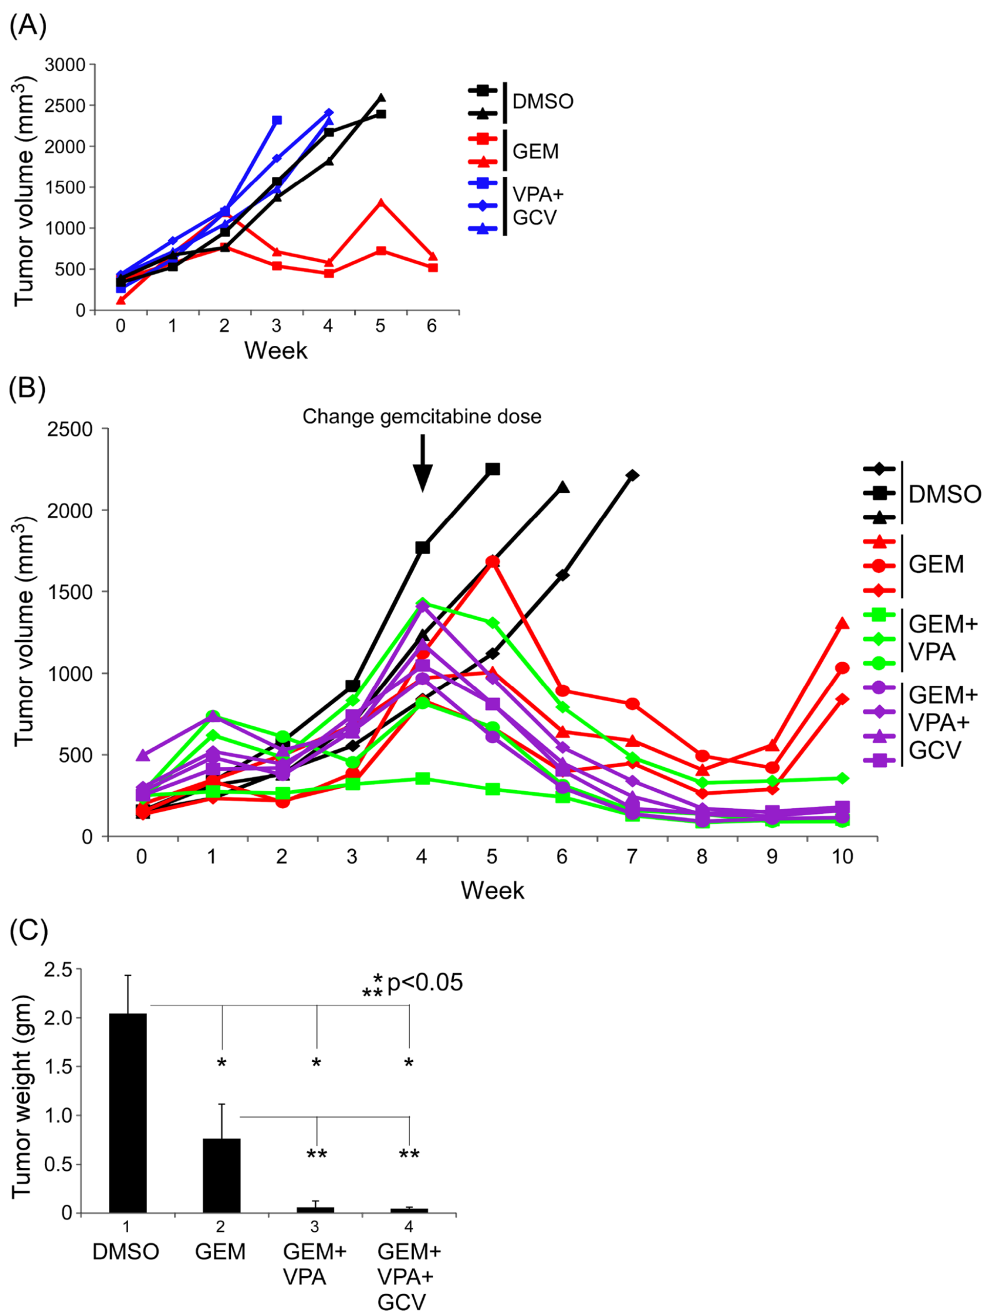 (A)
3000
2500
2000
1500
1000
500
0
Tumor volume (mm³)
0 1 2 3 4 5 6
Week
DMSO
GEM
VPA+
GCV
(B)
Change gemcitabine dose
2500
2000
1500
1000
500
0
Tumor volume (mm³)
0 1 2 3 4 5 6 7 8 9 10
Week
DMSO
GEM
GEM+
VPA
GEM+
VPA+
GCV
(C)
2.5
2.0
1.5
1.0
0.5
0
Tumor weight (gm)
*
** p<0.05
* * *
** **
1 2 3 4
DMSO GEM GEM+ GEM+
VPA VPA+
GCV